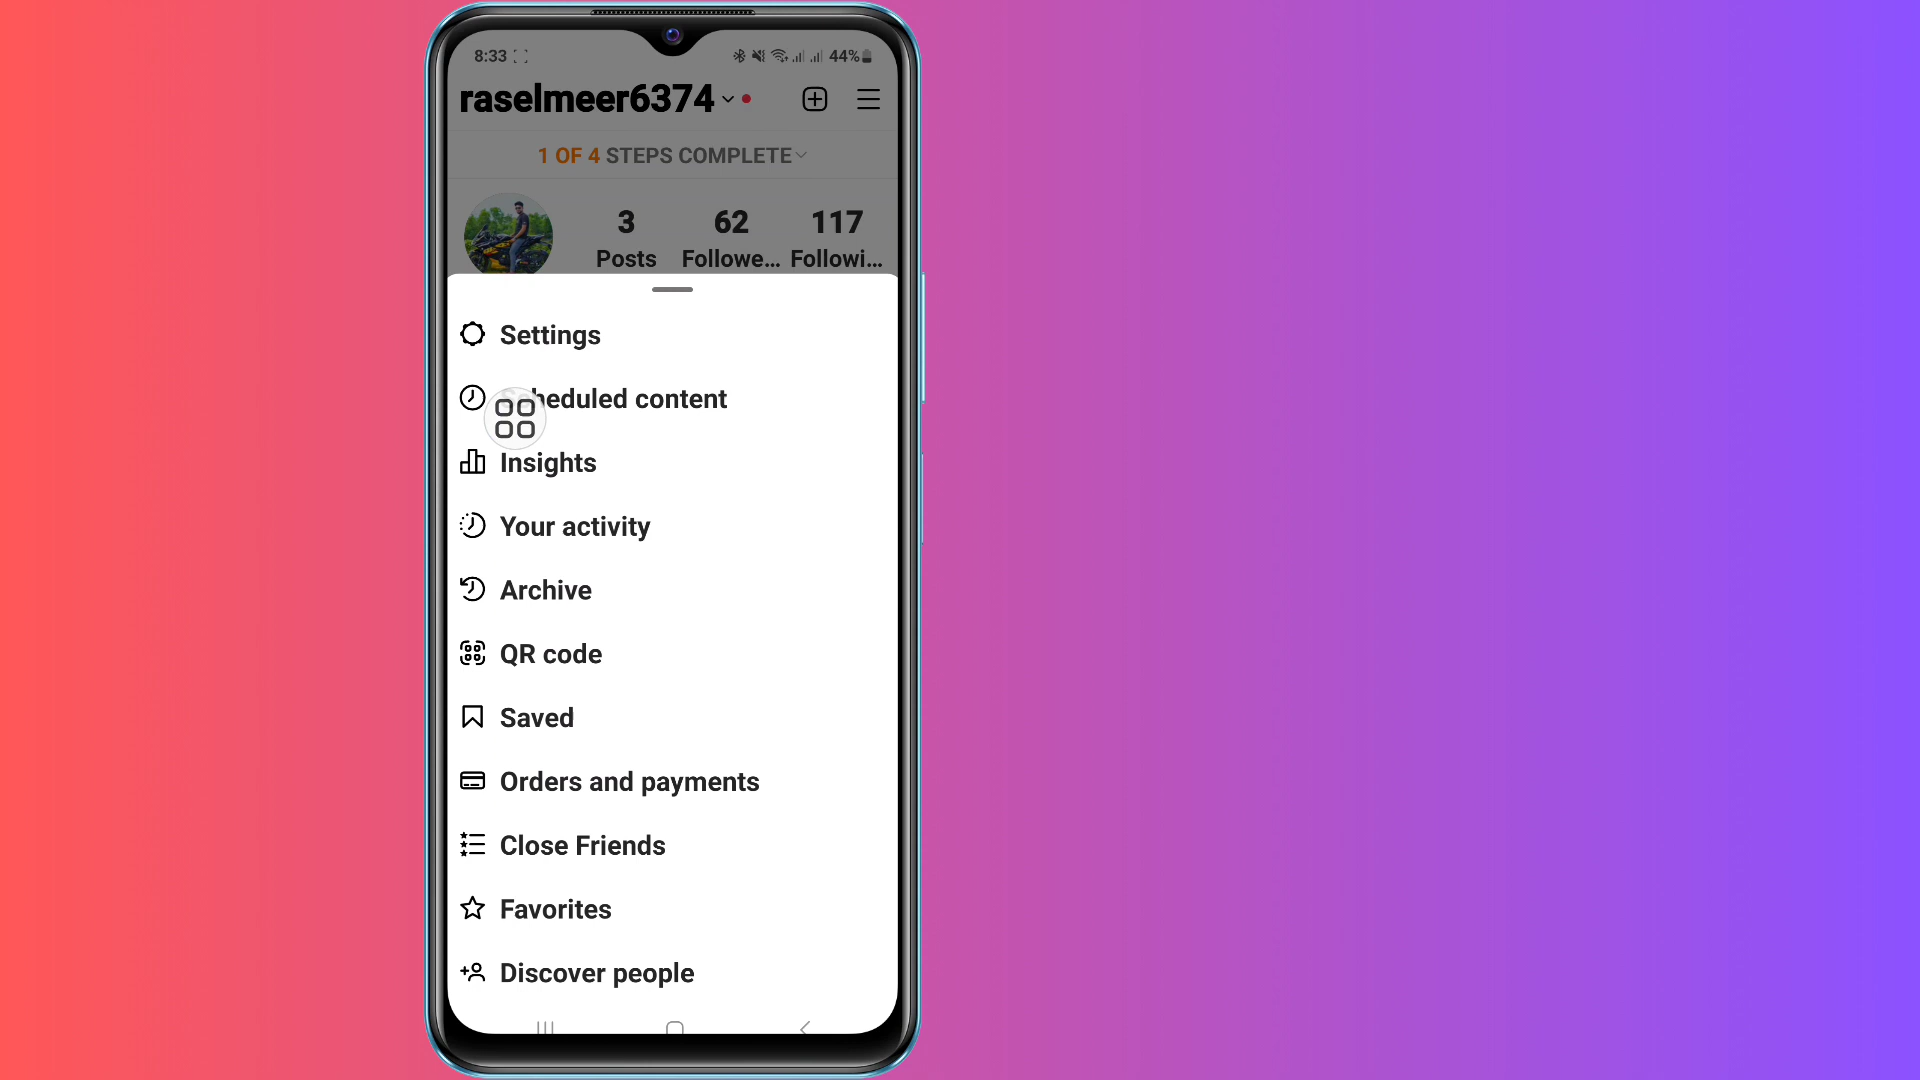 8:33 44%
raselmeer6374
1 OF 4 STEPS COMPLETE
3 62 117
Posts Followe... Followi...
Settings
Scheduled content
Insights
Your activity
Archive
QR code
Saved
Orders and payments
Close Friends
Favorites
Discover people